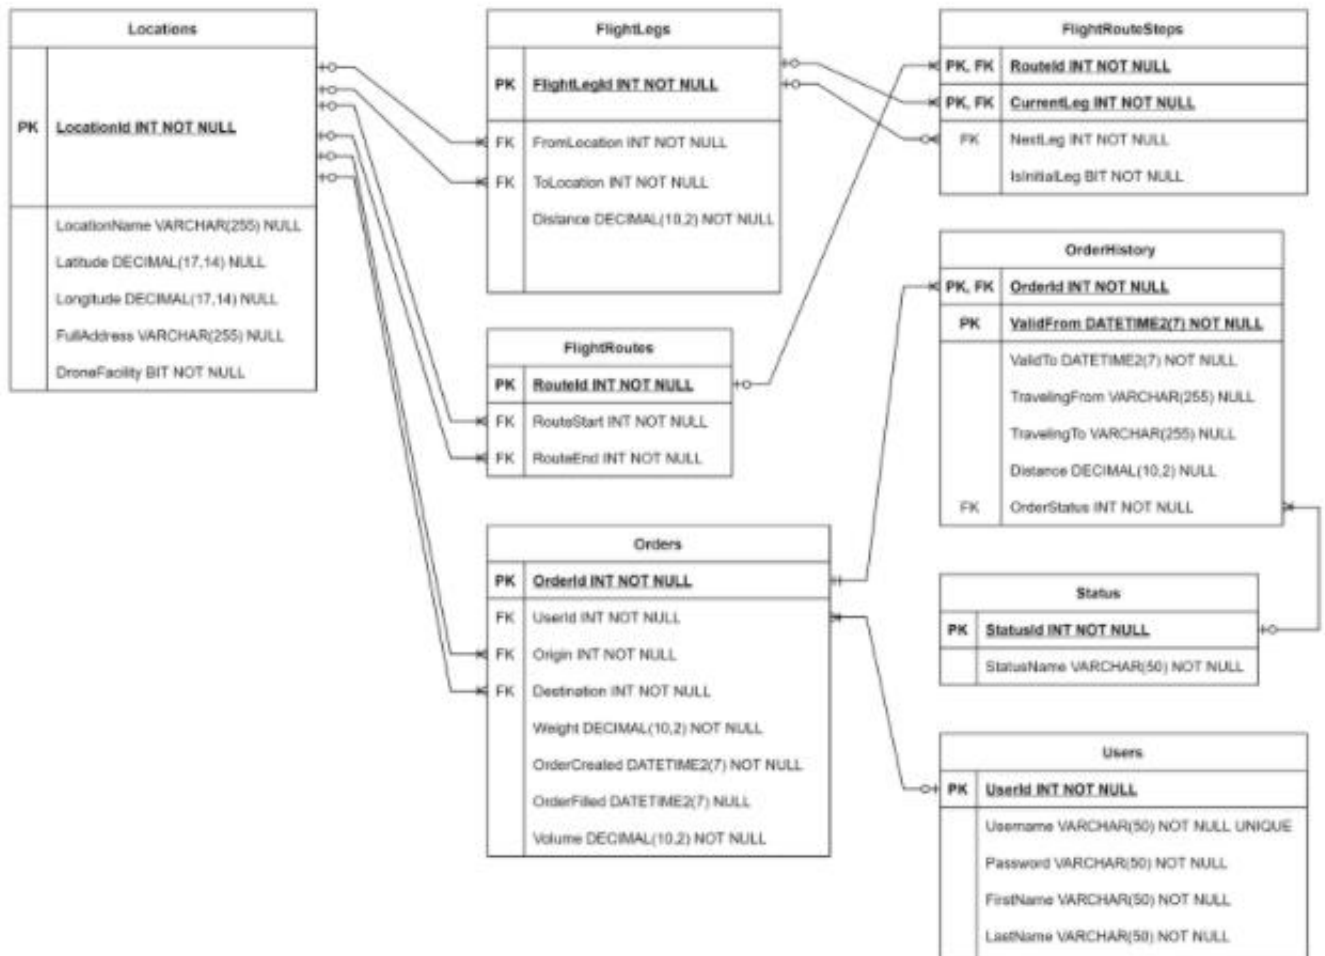 Locations
PK LocationId INT NOT NULL
LocationName VARCHAR(255) NULL
Latitude DECIMAL(17,14) NULL
Longitude DECIMAL(17,14) NULL
FullAddress VARCHAR(255) NULL
DroneFacility BIT NOT NULL
FlightLegs
PK FlightLegId INT NOT NULL
FK FromLocation INT NOT NULL
FK ToLocation INT NOT NULL
Distance DECIMAL(10,2) NOT NULL
FlightRoutes
PK RouteId INT NOT NULL
FK RouteStart INT NOT NULL
FK RouteEnd INT NOT NULL
Orders
PK OrderId INT NOT NULL
FK UserId INT NOT NULL
FK Origin INT NOT NULL
FK Destination INT NOT NULL
Weight DECIMAL(10,2) NOT NULL
OrderCreated DATETIME2(7) NOT NULL
OrderFilled DATETIME2(7) NULL
Volume DECIMAL(10,2) NOT NULL
FlightRouteSteps
PK, FK RouteId INT NOT NULL
PK, FK CurrentLeg INT NOT NULL
FK NextLeg INT NOT NULL
IsInitialLeg BIT NOT NULL
OrderHistory
PK, FK OrderId INT NOT NULL
PK ValidFrom DATETIME2(7) NOT NULL
ValidTo DATETIME2(7) NOT NULL
TravelingFrom VARCHAR(255) NULL
TravelingTo VARCHAR(255) NULL
Distance DECIMAL(10,2) NULL
FK OrderStatus INT NOT NULL
Status
PK StatusId INT NOT NULL
StatusName VARCHAR(50) NOT NULL
Users
PK UserId INT NOT NULL
Username VARCHAR(50) NOT NULL UNIQUE
Password VARCHAR(50) NOT NULL
FirstName VARCHAR(50) NOT NULL
LastName VARCHAR(50) NOT NULL